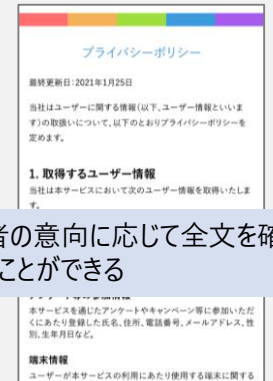 プライバシーポリシー
最終更新日:2021年1月25日
当社はユーザーに関する情報(以下、ユーザー情報といいま
す)の取扱いについて、以下のとおりプライバシーポリシーを
定めます。
1. 取得するユーザー情報
当社は本サービスにおいて次のユーザー情報を取得いたしま
す。
者の意向に応じて全文を確
ことができる
本サービスを通じたアンケートやキャンペーン等に参加いただ
くにあたり登録した氏名、住所、電話番号、メールアドレス、性
別、生年月日など。
端末情報
ユーザーが本サービスの利用にあたり使用する端末に関する